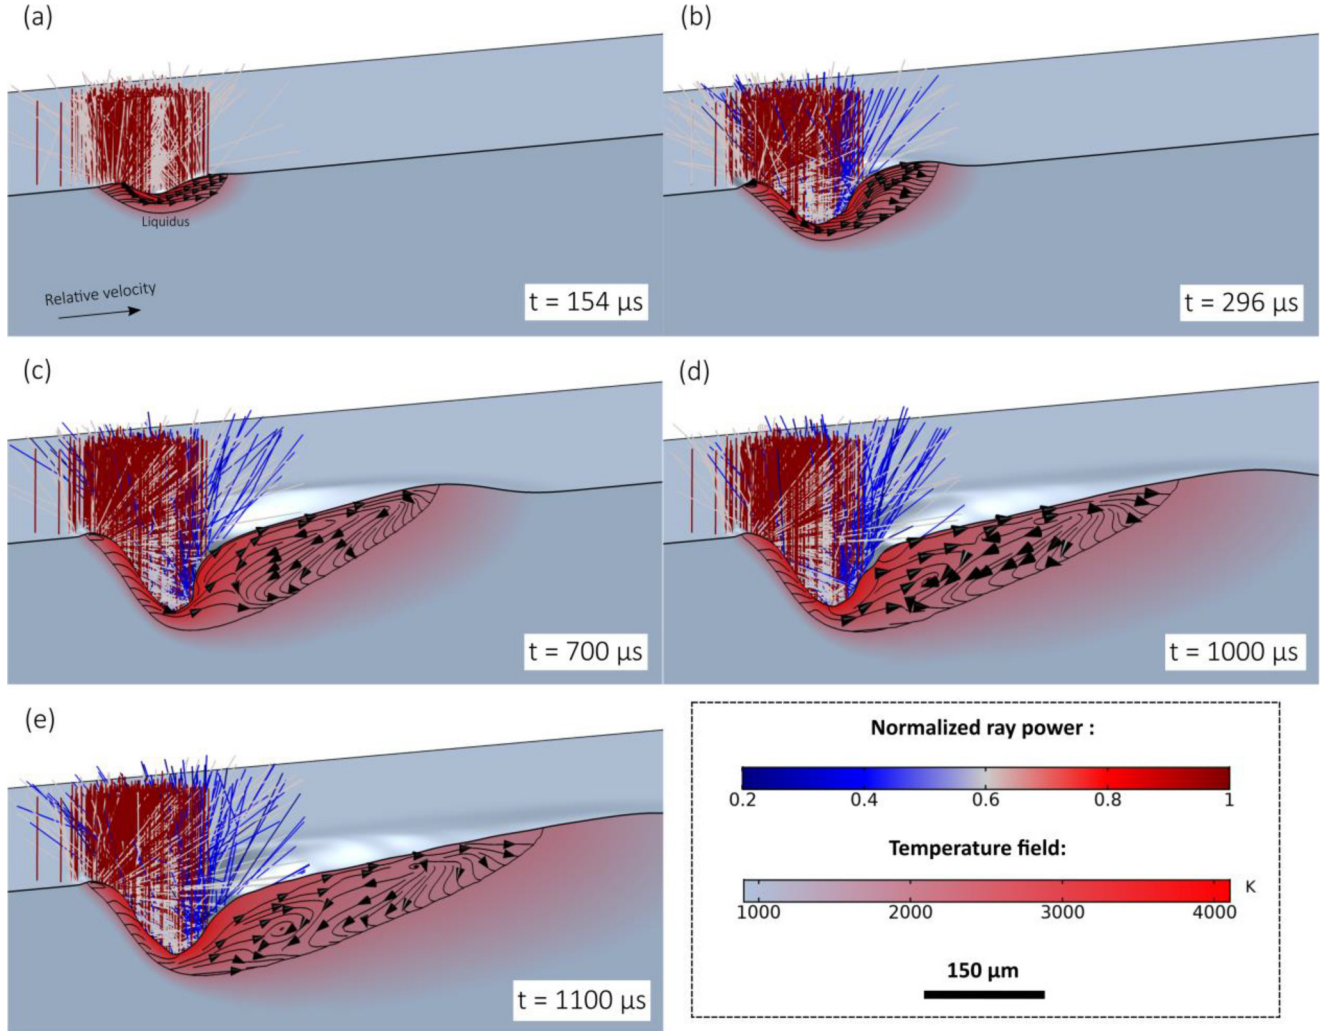 (a)
(b)
Liquidus
Relative velocity
t = 154 µs
t = 296 µs
(c)
(d)
t = 700 µs
t = 1000 µs
(e)
t = 1100 µs
Normalized ray power :
0.2 0.4 0.6 0.8 1
Temperature field:
K
1000 2000 3000 4000
150 µm